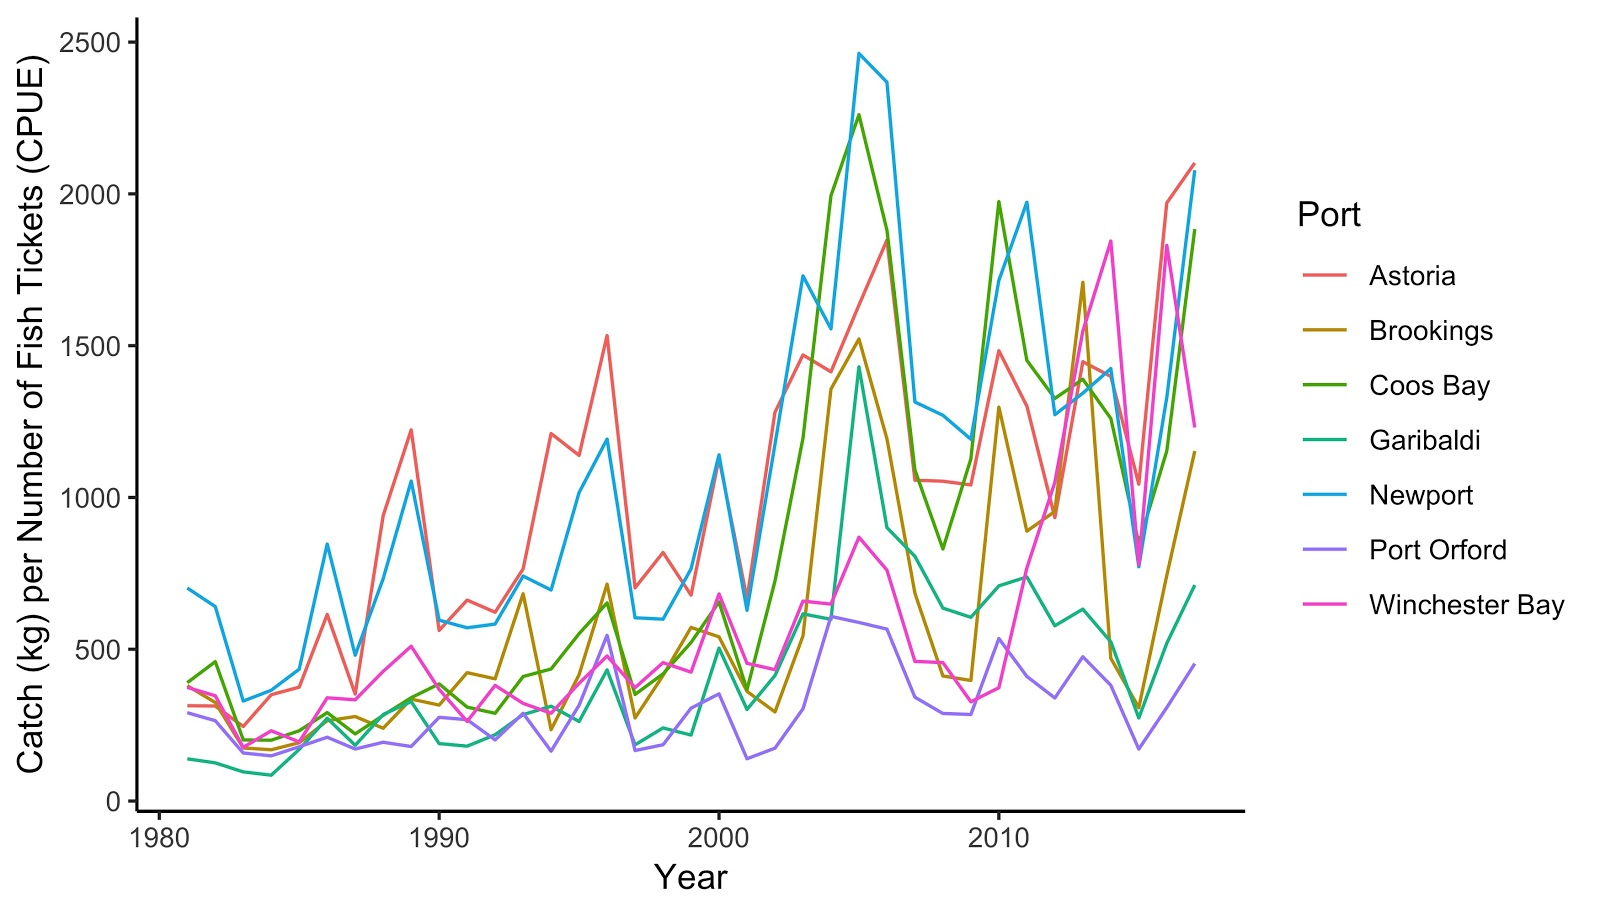 Catch (kg) per Number of Fish Tickets (CPUE)
2500
2000
1500
1000
500
0
1980 1990 2000 2010
Year
Port
Astoria
Brookings
Coos Bay
Garibaldi
Newport
Port Orford
Winchester Bay